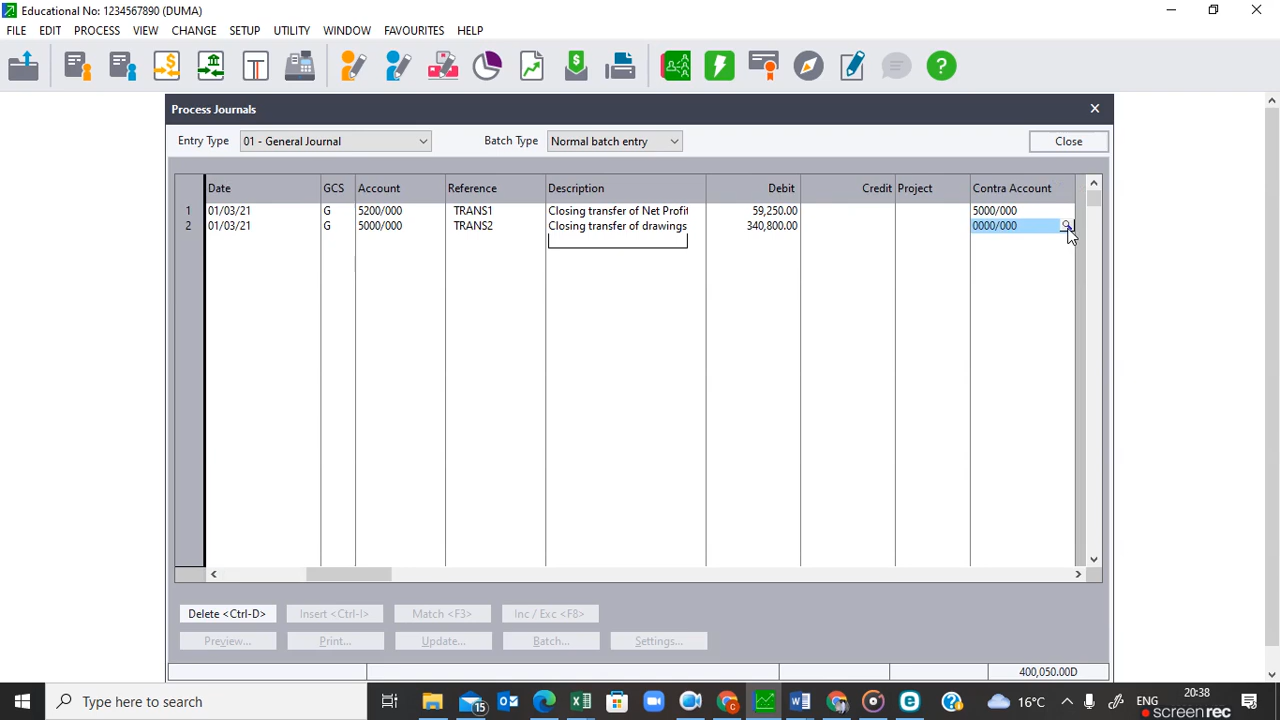 Educational No: 1234567890 (DUMA)
FILE EDIT PROCESS VIEW CHANGE SETUP UTILITY WINDOW FAVOURITES HELP
Process Journals
Entry Type 01 - General Journal Batch Type Normal batch entry Close
Date GCS Account Reference Description Debit Credit Project Contra Account
1 01/03/21 G 5200/000 TRANS1 Closing transfer of Net Profit 59,250.00 5000/000
2 01/03/21 G 5000/000 TRANS2 Closing transfer of drawings 340,800.00 0000/000
Delete <Ctrl-D> Insert <Ctrl-I> Match <F3> Inc / Exc <F8>
Preview... Print... Update... Batch... Settings...
400,050.00D
Type here to search 15 16°C ENG 20:38
screenrec